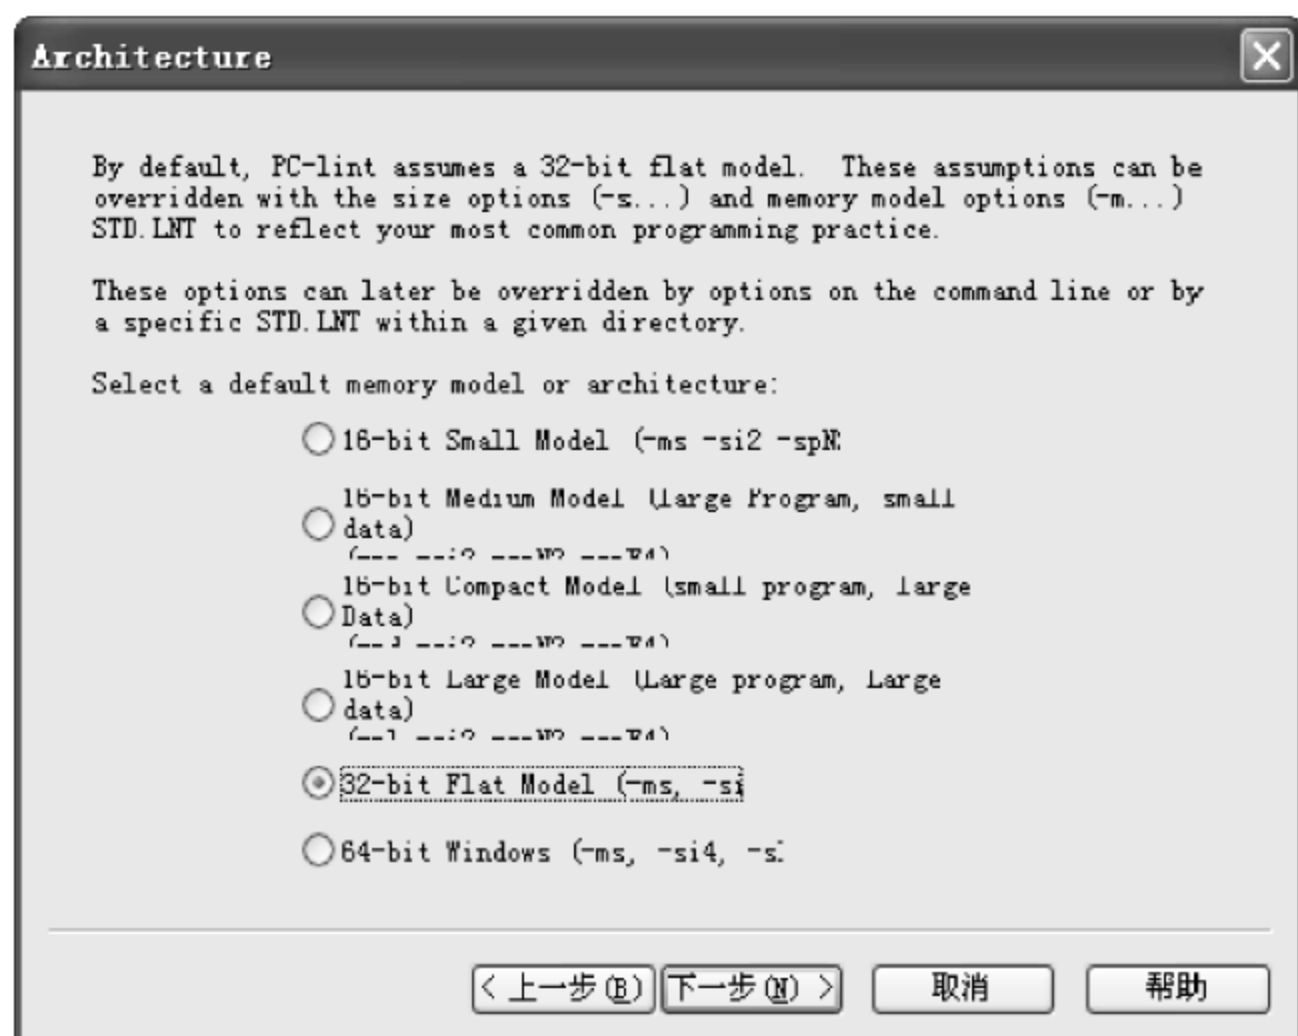 Architecture
By default, PC-lint assumes a 32-bit flat model. These assumptions can be
overridden with the size options (-s...) and memory model options (-m...)
STD.LNT to reflect your most common programming practice.
These options can later be overridden by options on the command line or by
a specific STD.LNT within a given directory.
Select a default memory model or architecture:
16-bit Small Model (-ms -si2 -spN
16-bit Medium Model (Large Program, small
data)
16-bit Compact Model (small program, large
Data)
16-bit Large Model (Large program, Large
data)
32-bit Flat Model (-ms, -si
64-bit Windows (-ms, -si4, -s
< 上一步(B) 下一步(N) > 取消 帮助